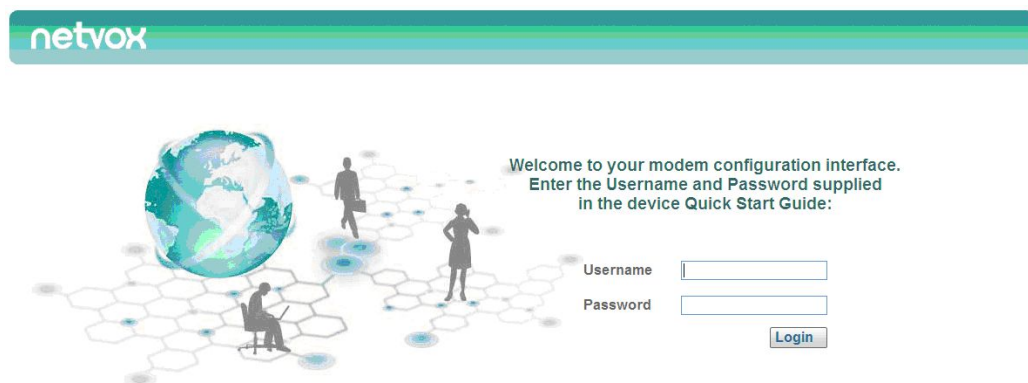 netvox
Welcome to your modem configuration interface.
Enter the Username and Password supplied
in the device Quick Start Guide:
Username
Password
Login